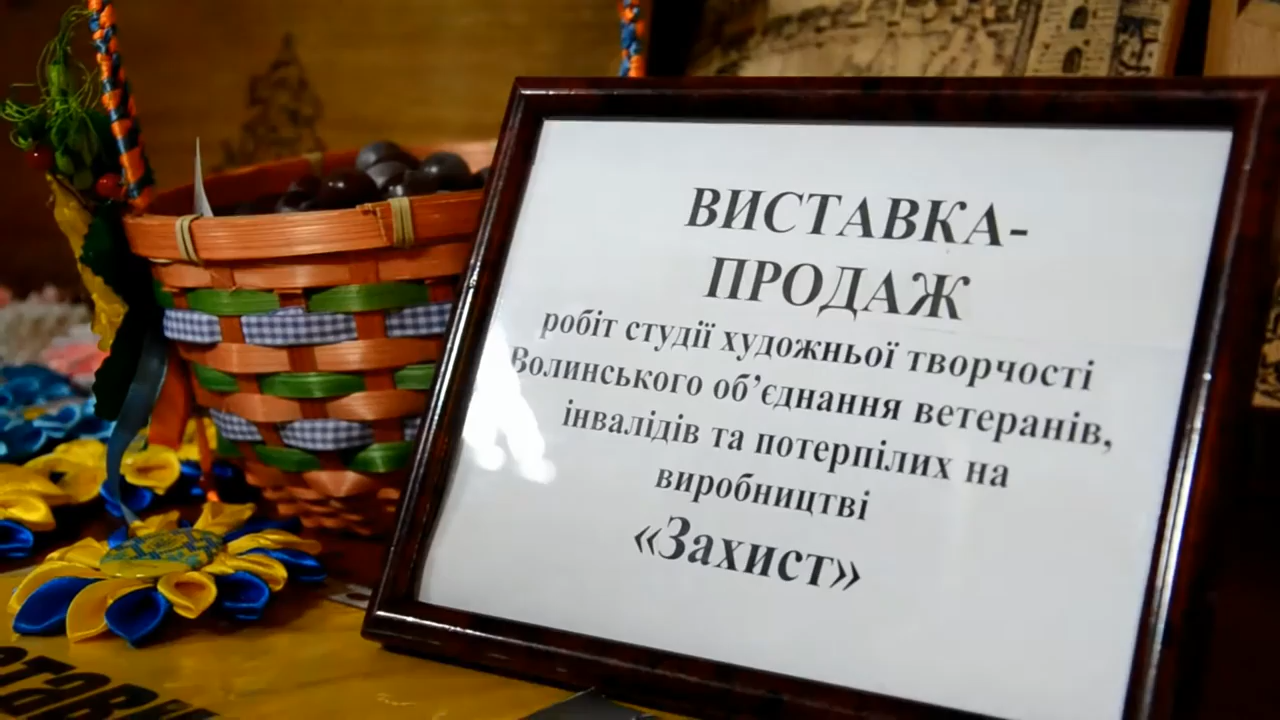 ВИСТАВКА-
ПРОДАЖ
робіт студії художньої творчості
Волинського об’єднання ветеранів,
інвалідів та потерпілих на
виробництві
«Захист»